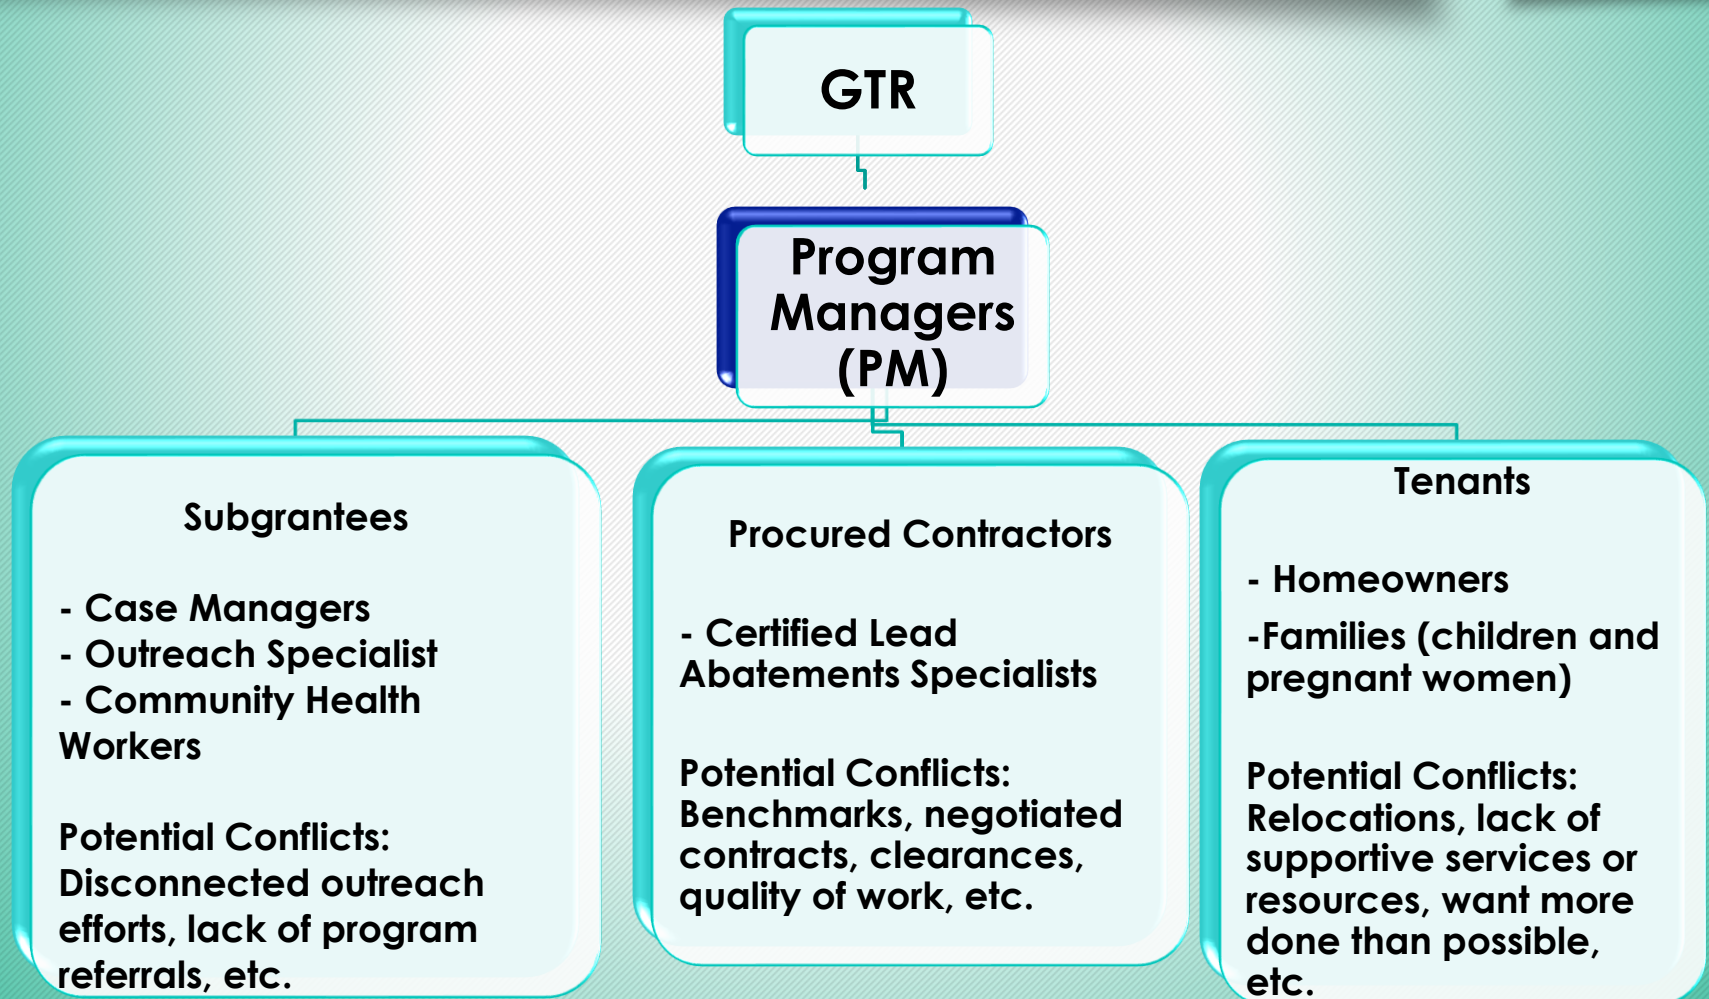 GTR
Program
Managers
(PM)
Subgrantees
- Case Managers
- Outreach Specialist
- Community Health
Workers
Potential Conflicts:
Disconnected outreach
efforts, lack of program
referrals, etc.
Procured Contractors
- Certified Lead
Abatements Specialists
Potential Conflicts:
Benchmarks, negotiated
contracts, clearances,
quality of work, etc.
Tenants
- Homeowners
-Families (children and
pregnant women)
Potential Conflicts:
Relocations, lack of
supportive services or
resources, want more
done than possible,
etc.